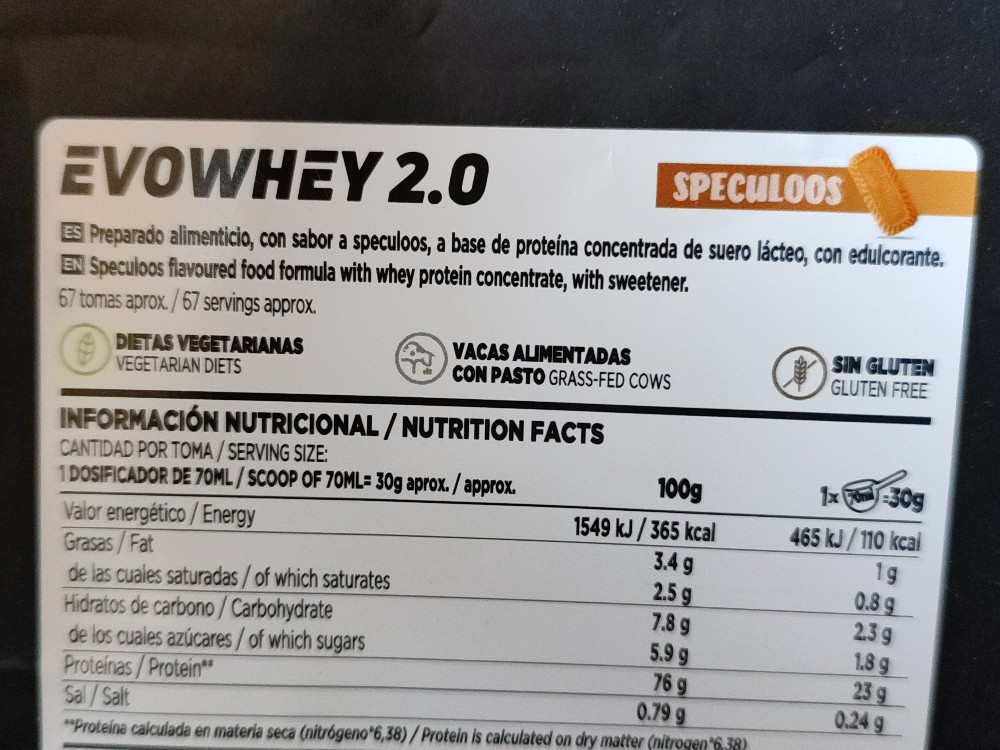 EVOWHEY 2.0
SPECULOOS
ES Preparado alimenticio, con sabor a speculoos, a base de proteína concentrada de suero lácteo, con edulcorante.
EN Speculoos flavoured food formula with whey protein concentrate, with sweetener.
67 tomas aprox. / 67 servings approx.
DIETAS VEGETARIANAS
VEGETARIAN DIETS
VACAS ALIMENTADAS
CON PASTO GRASS-FED COWS
SIN GLUTEN
GLUTEN FREE
INFORMACIÓN NUTRICIONAL / NUTRITION FACTS
CANTIDAD POR TOMA / SERVING SIZE:
1 DOSIFICADOR DE 70ML / SCOOP OF 70ML= 30g aprox. / approx. 100g 1x 70ml =30g
Valor energético / Energy 1549 kJ / 365 kcal 465 kJ / 110 kcal
Grasas / Fat 3.4 g 1 g
de las cuales saturadas / of which saturates 2.5 g 0.8 g
Hidratos de carbono / Carbohydrate 7.8 g 2.3 g
de los cuales azúcares / of which sugars 5.9 g 1.8 g
Proteínas / Protein** 76 g 23 g
Sal / Salt 0.79 g 0.24 g
**Proteína calculada en materia seca (nitrógeno*6,38) / Protein is calculated on dry matter (nitrogen*6,38)